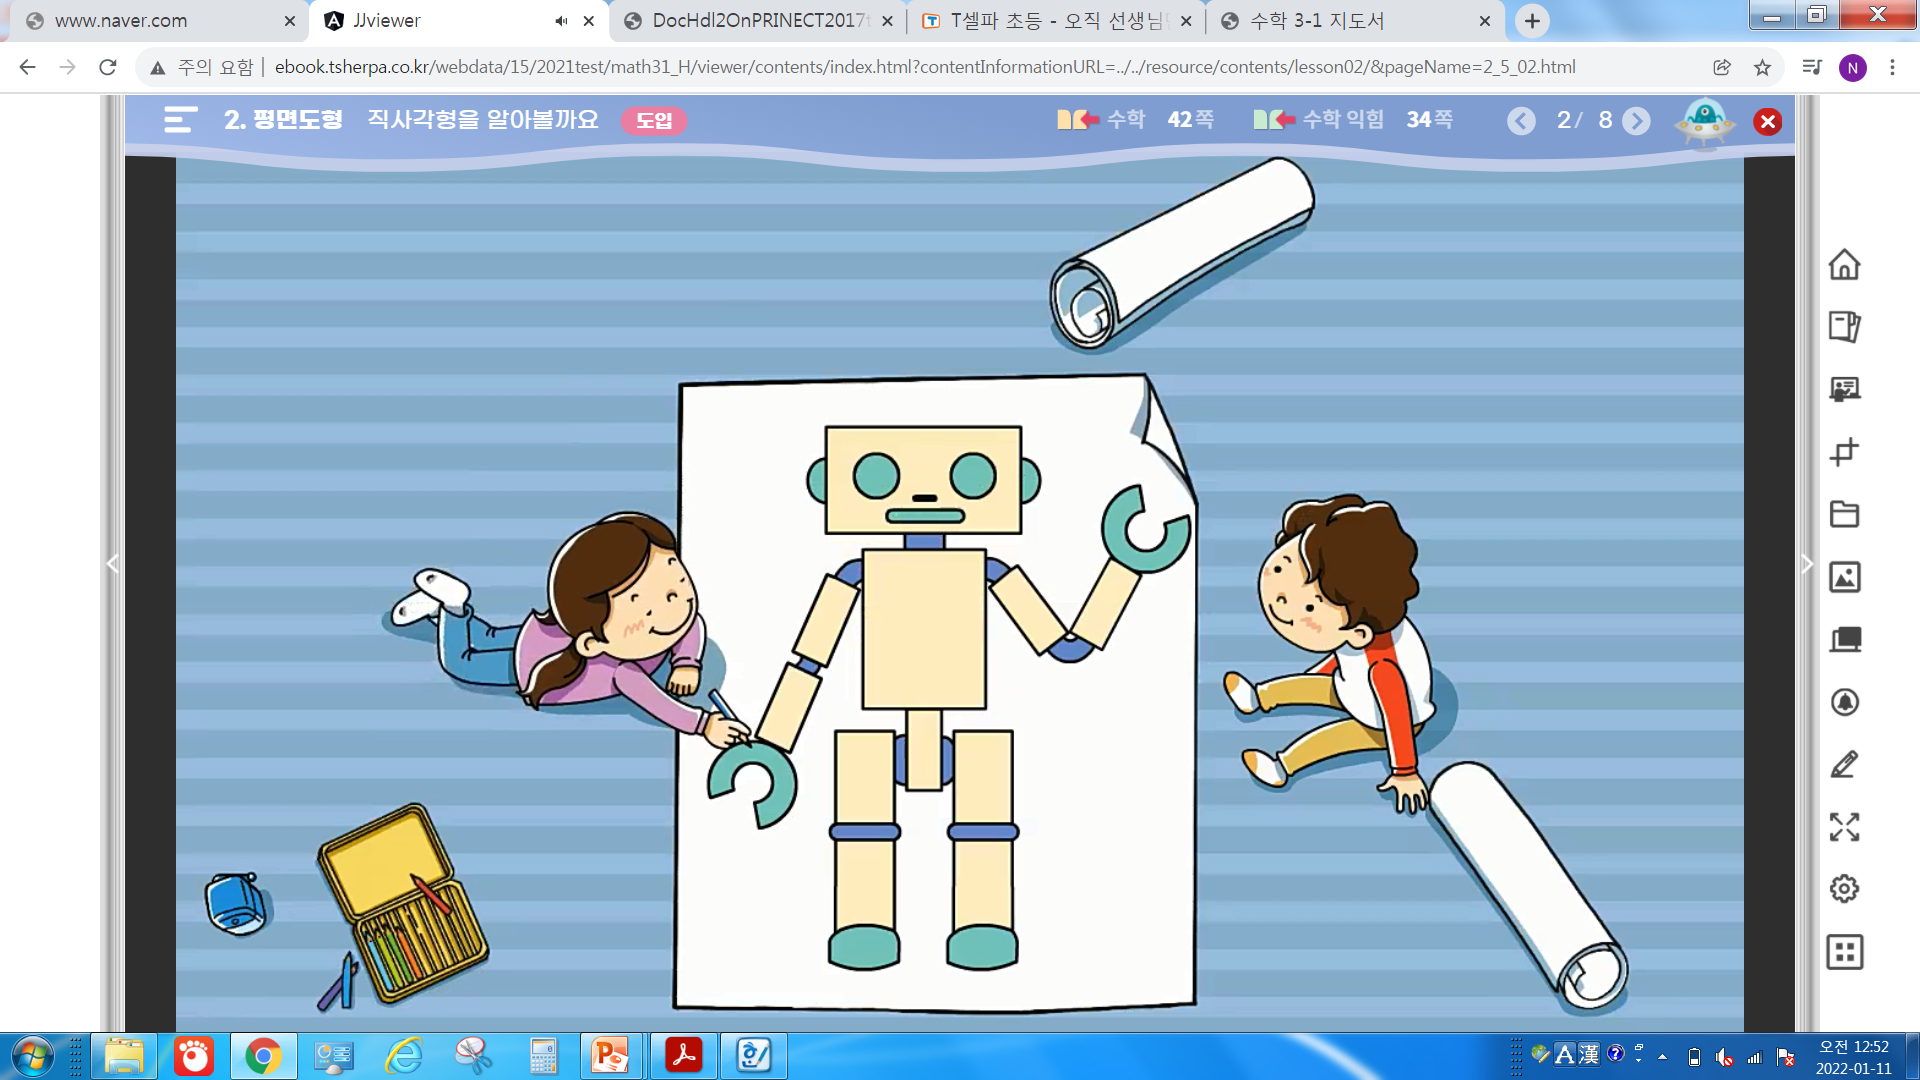 www.naver.com
JJviewer
DocHdl2OnPRINECT2017t
T셀파 초등 - 오직 선생님만
수학 3-1 지도서
주의 요함
ebook.tsherpa.co.kr/webdata/15/2021test/math31_H/viewer/contents/index.html?contentInformationURL=../../resource/contents/lesson02/&pageName=2_5_02.html
N
2. 평면도형 직사각형을 알아볼까요 도입
수학 42쪽 수학 익힘 34쪽 2 / 8
A 漢
오전 12:52
2022-01-11